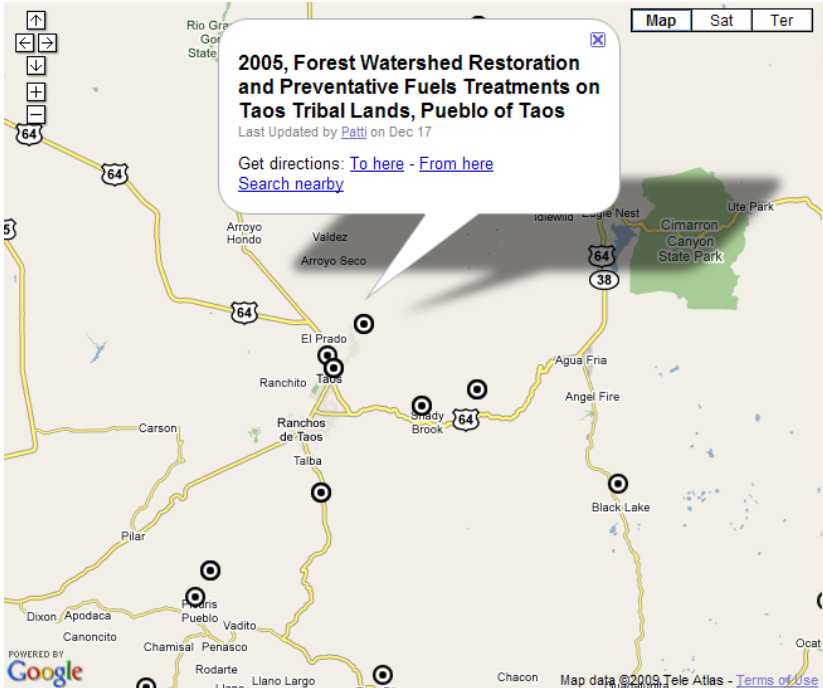 Rio Gra
Gor
State
Map
Sat
Ter
2005, Forest Watershed Restoration
and Preventative Fuels Treatments on
Taos Tribal Lands, Pueblo of Taos
Last Updated by Patti on Dec 17
Get directions: To here - From here
Search nearby
64
64
5
Arroyo
Hondo
Valdez
Arroyo Seco
Idlewild
Eagle Nest
Ute Park
Cimarron
Canyon
State Park
64
38
64
El Prado
Taos
Ranchito
Agua Fria
Angel Fire
Shady
Brook
64
Ranchos
de Taos
Carson
Talba
Black Lake
Pilar
Picuris
Pueblo
Dixon
Apodaca
Vadito
Canoncito
Chamisal
Penasco
Ocat
POWERED BY
Google
Rodarte
Llano
Llano Largo
Chacon
Map data ©2009 Tele Atlas - Terms of Use